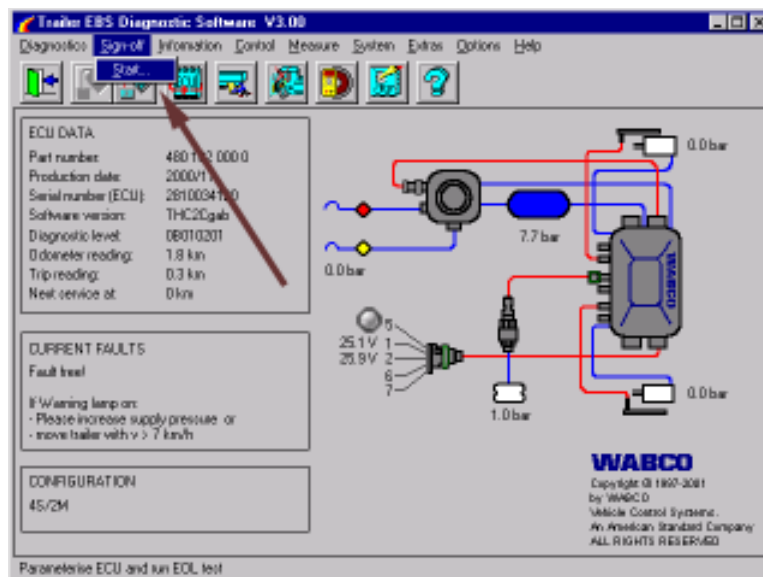 Trailer EBS Diagnostic Software V3.00
Diagnostics Sign-off Information Control Measure System Extras Options Help
Start...
ECU DATA
Part number:
Production date:
Serial number (ECU):
Software version: THC2Cgab
Diagnostic level: 0B010201
Odometer reading: 1.8 km
Trip reading: 0.3 km
Next service at: 0 km
CURRENT FAULTS
Fault free!
If Warning lamp on:
- Please increase supply pressure or
- move trailer with v > 7 km/h
CONFIGURATION
4S/2M
0.0 bar
7.7 bar
0.0 bar
WABCO
5
25.1 V 1
25.9 V 2
6
7
1.0 bar
0.0 bar
WABCO
Copyright © 1997-2001
by WABCO
Vehicle Control Systems.
An American Standard Company
ALL RIGHTS RESERVED
Parameterise ECU and run EOL test